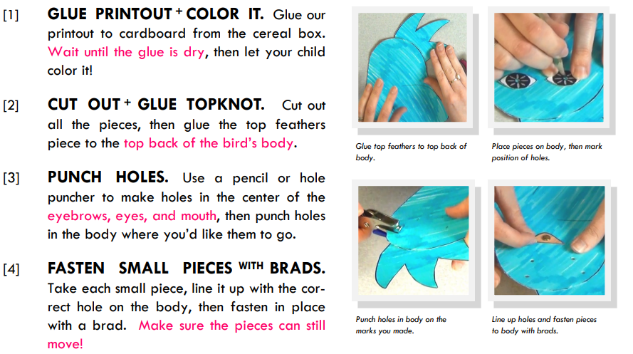 [1] GLUE PRINTOUT + COLOR IT. Glue our
printout to cardboard from the cereal box.
Wait until the glue is dry, then let your child
color it!
[2] CUT OUT + GLUE TOPKNOT. Cut out
all the pieces, then glue the top feathers
piece to the top back of the bird's body.
[3] PUNCH HOLES. Use a pencil or hole
puncher to make holes in the center of the
eyebrows, eyes, and mouth, then punch holes
in the body where you'd like them to go.
[4] FASTEN SMALL PIECES WITH BRADS.
Take each small piece, line it up with the cor-
rect hole on the body, then fasten in place
with a brad. Make sure the pieces can still
move!
Glue top feathers to top back of
body.
Place pieces on body, then mark
position of holes.
Punch holes in body on the
marks you made.
Line up holes and fasten pieces
to body with brads.